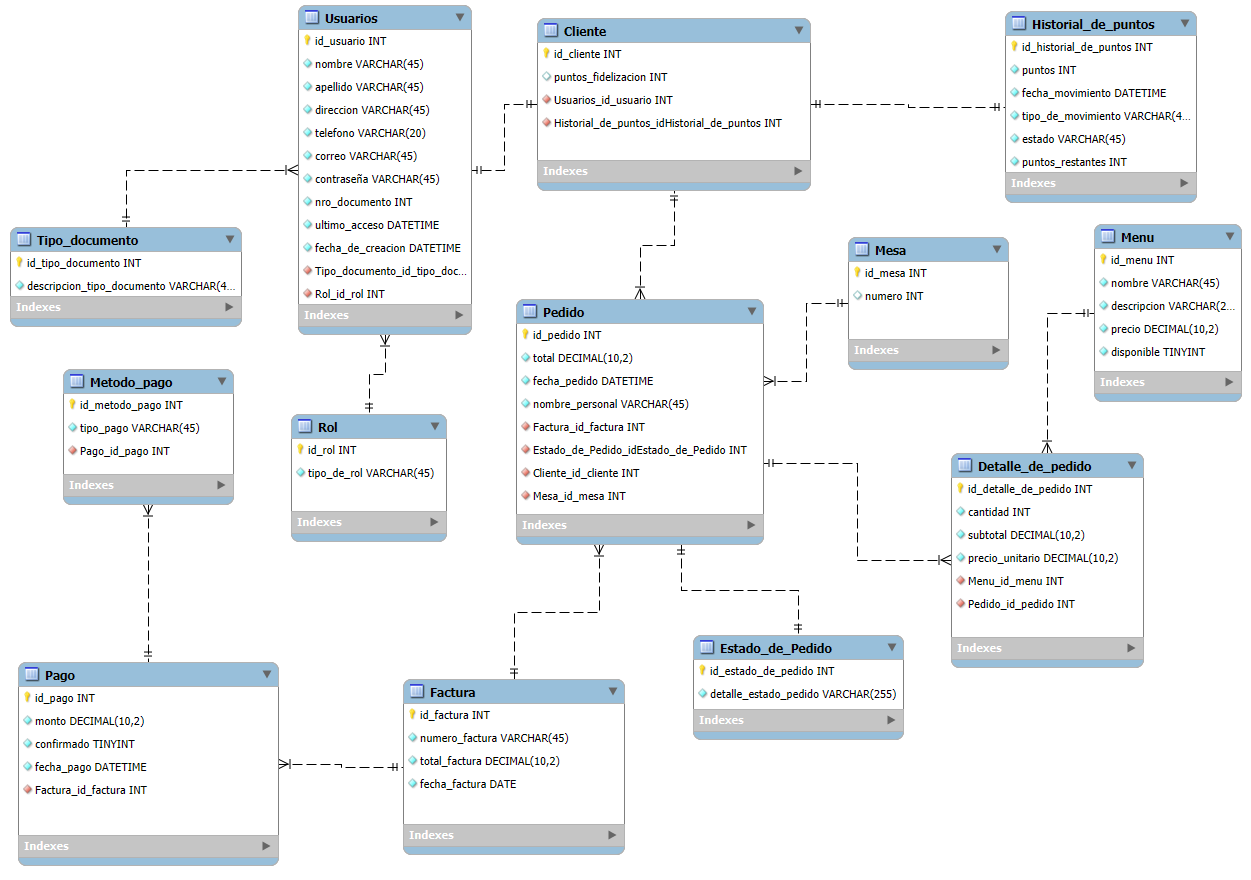 Usuarios
id_usuario INT
nombre VARCHAR(45)
apellido VARCHAR(45)
direccion VARCHAR(45)
telefono VARCHAR(20)
correo VARCHAR(45)
contraseña VARCHAR(45)
nro_documento INT
ultimo_acceso DATETIME
fecha_de_creacion DATETIME
Tipo_documento_id_tipo_doc...
Rol_id_rol INT
Indexes
Cliente
id_cliente INT
puntos_fidelizacion INT
Usuarios_id_usuario INT
Historial_de_puntos_idHistorial_de_puntos INT
Indexes
Historial_de_puntos
id_historial_de_puntos INT
puntos INT
fecha_movimiento DATETIME
tipo_de_movimiento VARCHAR(4...
estado VARCHAR(45)
puntos_restantes INT
Indexes
Tipo_documento
id_tipo_documento INT
descripcion_tipo_documento VARCHAR(4...
Indexes
Mesa
id_mesa INT
numero INT
Indexes
Menu
id_menu INT
nombre VARCHAR(45)
descripcion VARCHAR(2...
precio DECIMAL(10,2)
disponible TINYINT
Indexes
Pedido
id_pedido INT
total DECIMAL(10,2)
fecha_pedido DATETIME
nombre_personal VARCHAR(45)
Factura_id_factura INT
Estado_de_Pedido_idEstado_de_Pedido INT
Cliente_id_cliente INT
Mesa_id_mesa INT
Indexes
Metodo_pago
id_metodo_pago INT
tipo_pago VARCHAR(45)
Pago_id_pago INT
Indexes
Rol
id_rol INT
tipo_de_rol VARCHAR(45)
Indexes
Detalle_de_pedido
id_detalle_de_pedido INT
cantidad INT
subtotal DECIMAL(10,2)
precio_unitario DECIMAL(10,2)
Menu_id_menu INT
Pedido_id_pedido INT
Indexes
Pago
id_pago INT
monto DECIMAL(10,2)
confirmado TINYINT
fecha_pago DATETIME
Factura_id_factura INT
Indexes
Factura
id_factura INT
numero_factura VARCHAR(45)
total_factura DECIMAL(10,2)
fecha_factura DATE
Indexes
Estado_de_Pedido
id_estado_de_pedido INT
detalle_estado_pedido VARCHAR(255)
Indexes